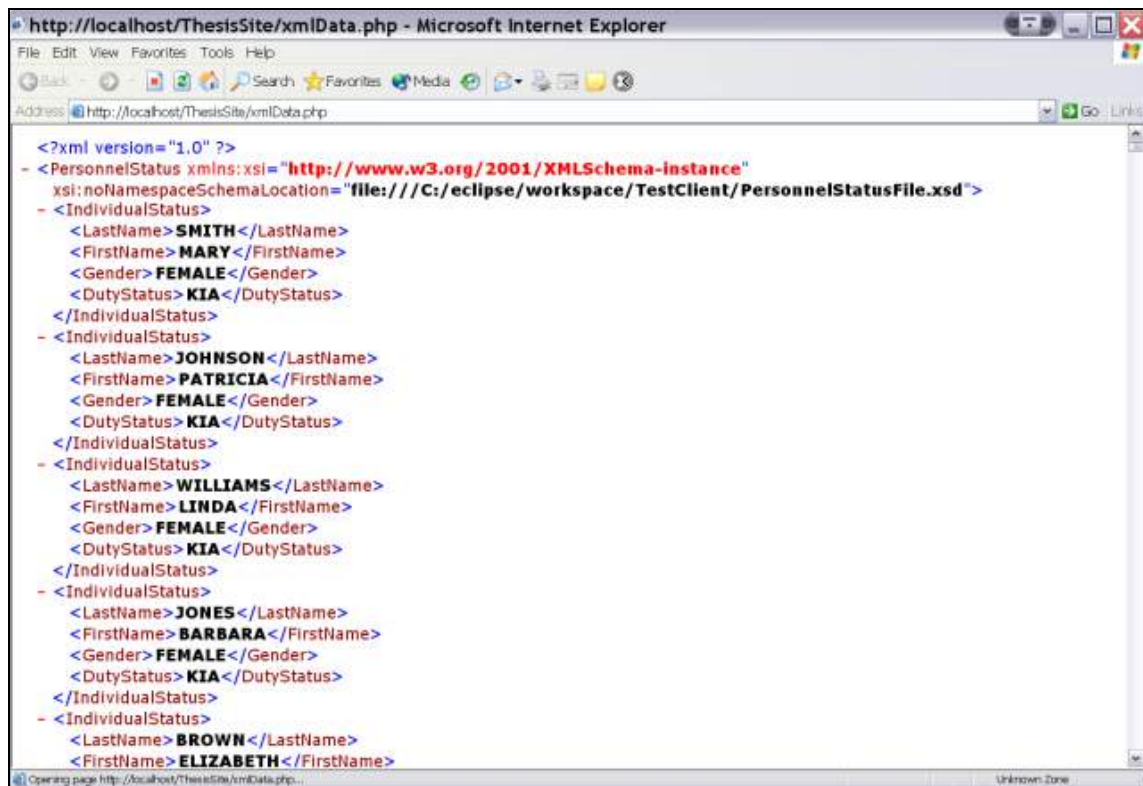 http://localhost/ThesisSite/xmlData.php - Microsoft Internet Explorer
File Edit View Favorites Tools Help
Back Search Favorites Media
Address http://localhost/ThesisSite/xmlData.php Go Links
<?xml version="1.0" ?>
- <PersonnelStatus xmlns:xsi="http://www.w3.org/2001/XMLSchema-instance"
xsi:noNamespaceSchemaLocation="file:///C:/eclipse/workspace/TestClient/PersonnelStatusFile.xsd">
- <IndividualStatus>
<LastName>SMITH</LastName>
<FirstName>MARY</FirstName>
<Gender>FEMALE</Gender>
<DutyStatus>KIA</DutyStatus>
</IndividualStatus>
- <IndividualStatus>
<LastName>JOHNSON</LastName>
<FirstName>PATRICIA</FirstName>
<Gender>FEMALE</Gender>
<DutyStatus>KIA</DutyStatus>
</IndividualStatus>
- <IndividualStatus>
<LastName>WILLIAMS</LastName>
<FirstName>LINDA</FirstName>
<Gender>FEMALE</Gender>
<DutyStatus>KIA</DutyStatus>
</IndividualStatus>
- <IndividualStatus>
<LastName>JONES</LastName>
<FirstName>BARBARA</FirstName>
<Gender>FEMALE</Gender>
<DutyStatus>KIA</DutyStatus>
</IndividualStatus>
- <IndividualStatus>
<LastName>BROWN</LastName>
<FirstName>ELIZABETH</FirstName>
Opening page http://localhost/ThesisSite/xmlData.php... Unknown Zone